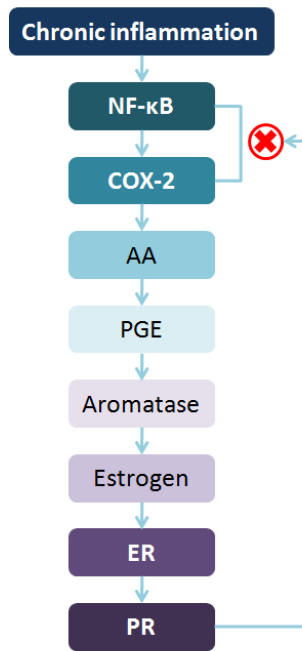 Chronic inflammation
NF-κB
COX-2
AA
PGE
Aromatase
Estrogen
ER
PR